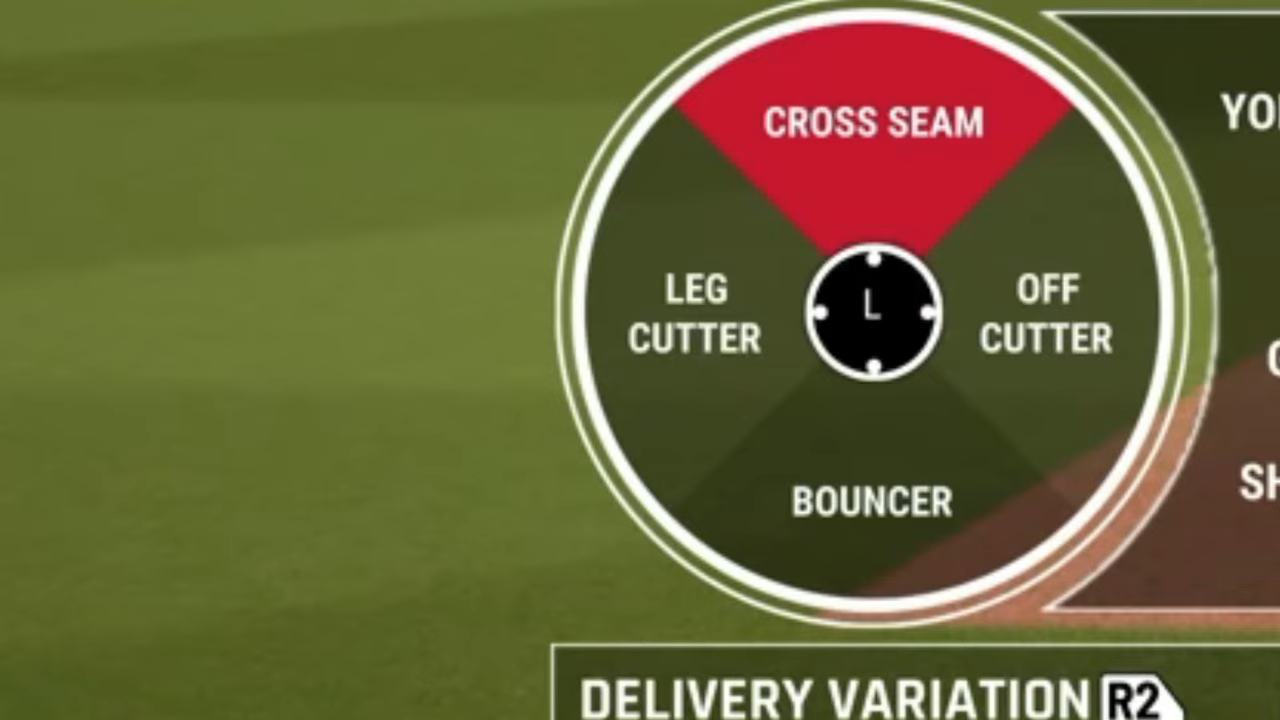 CROSS SEAM
LEG
CUTTER
L
OFF
CUTTER
BOUNCER
DELIVERY VARIATION R2